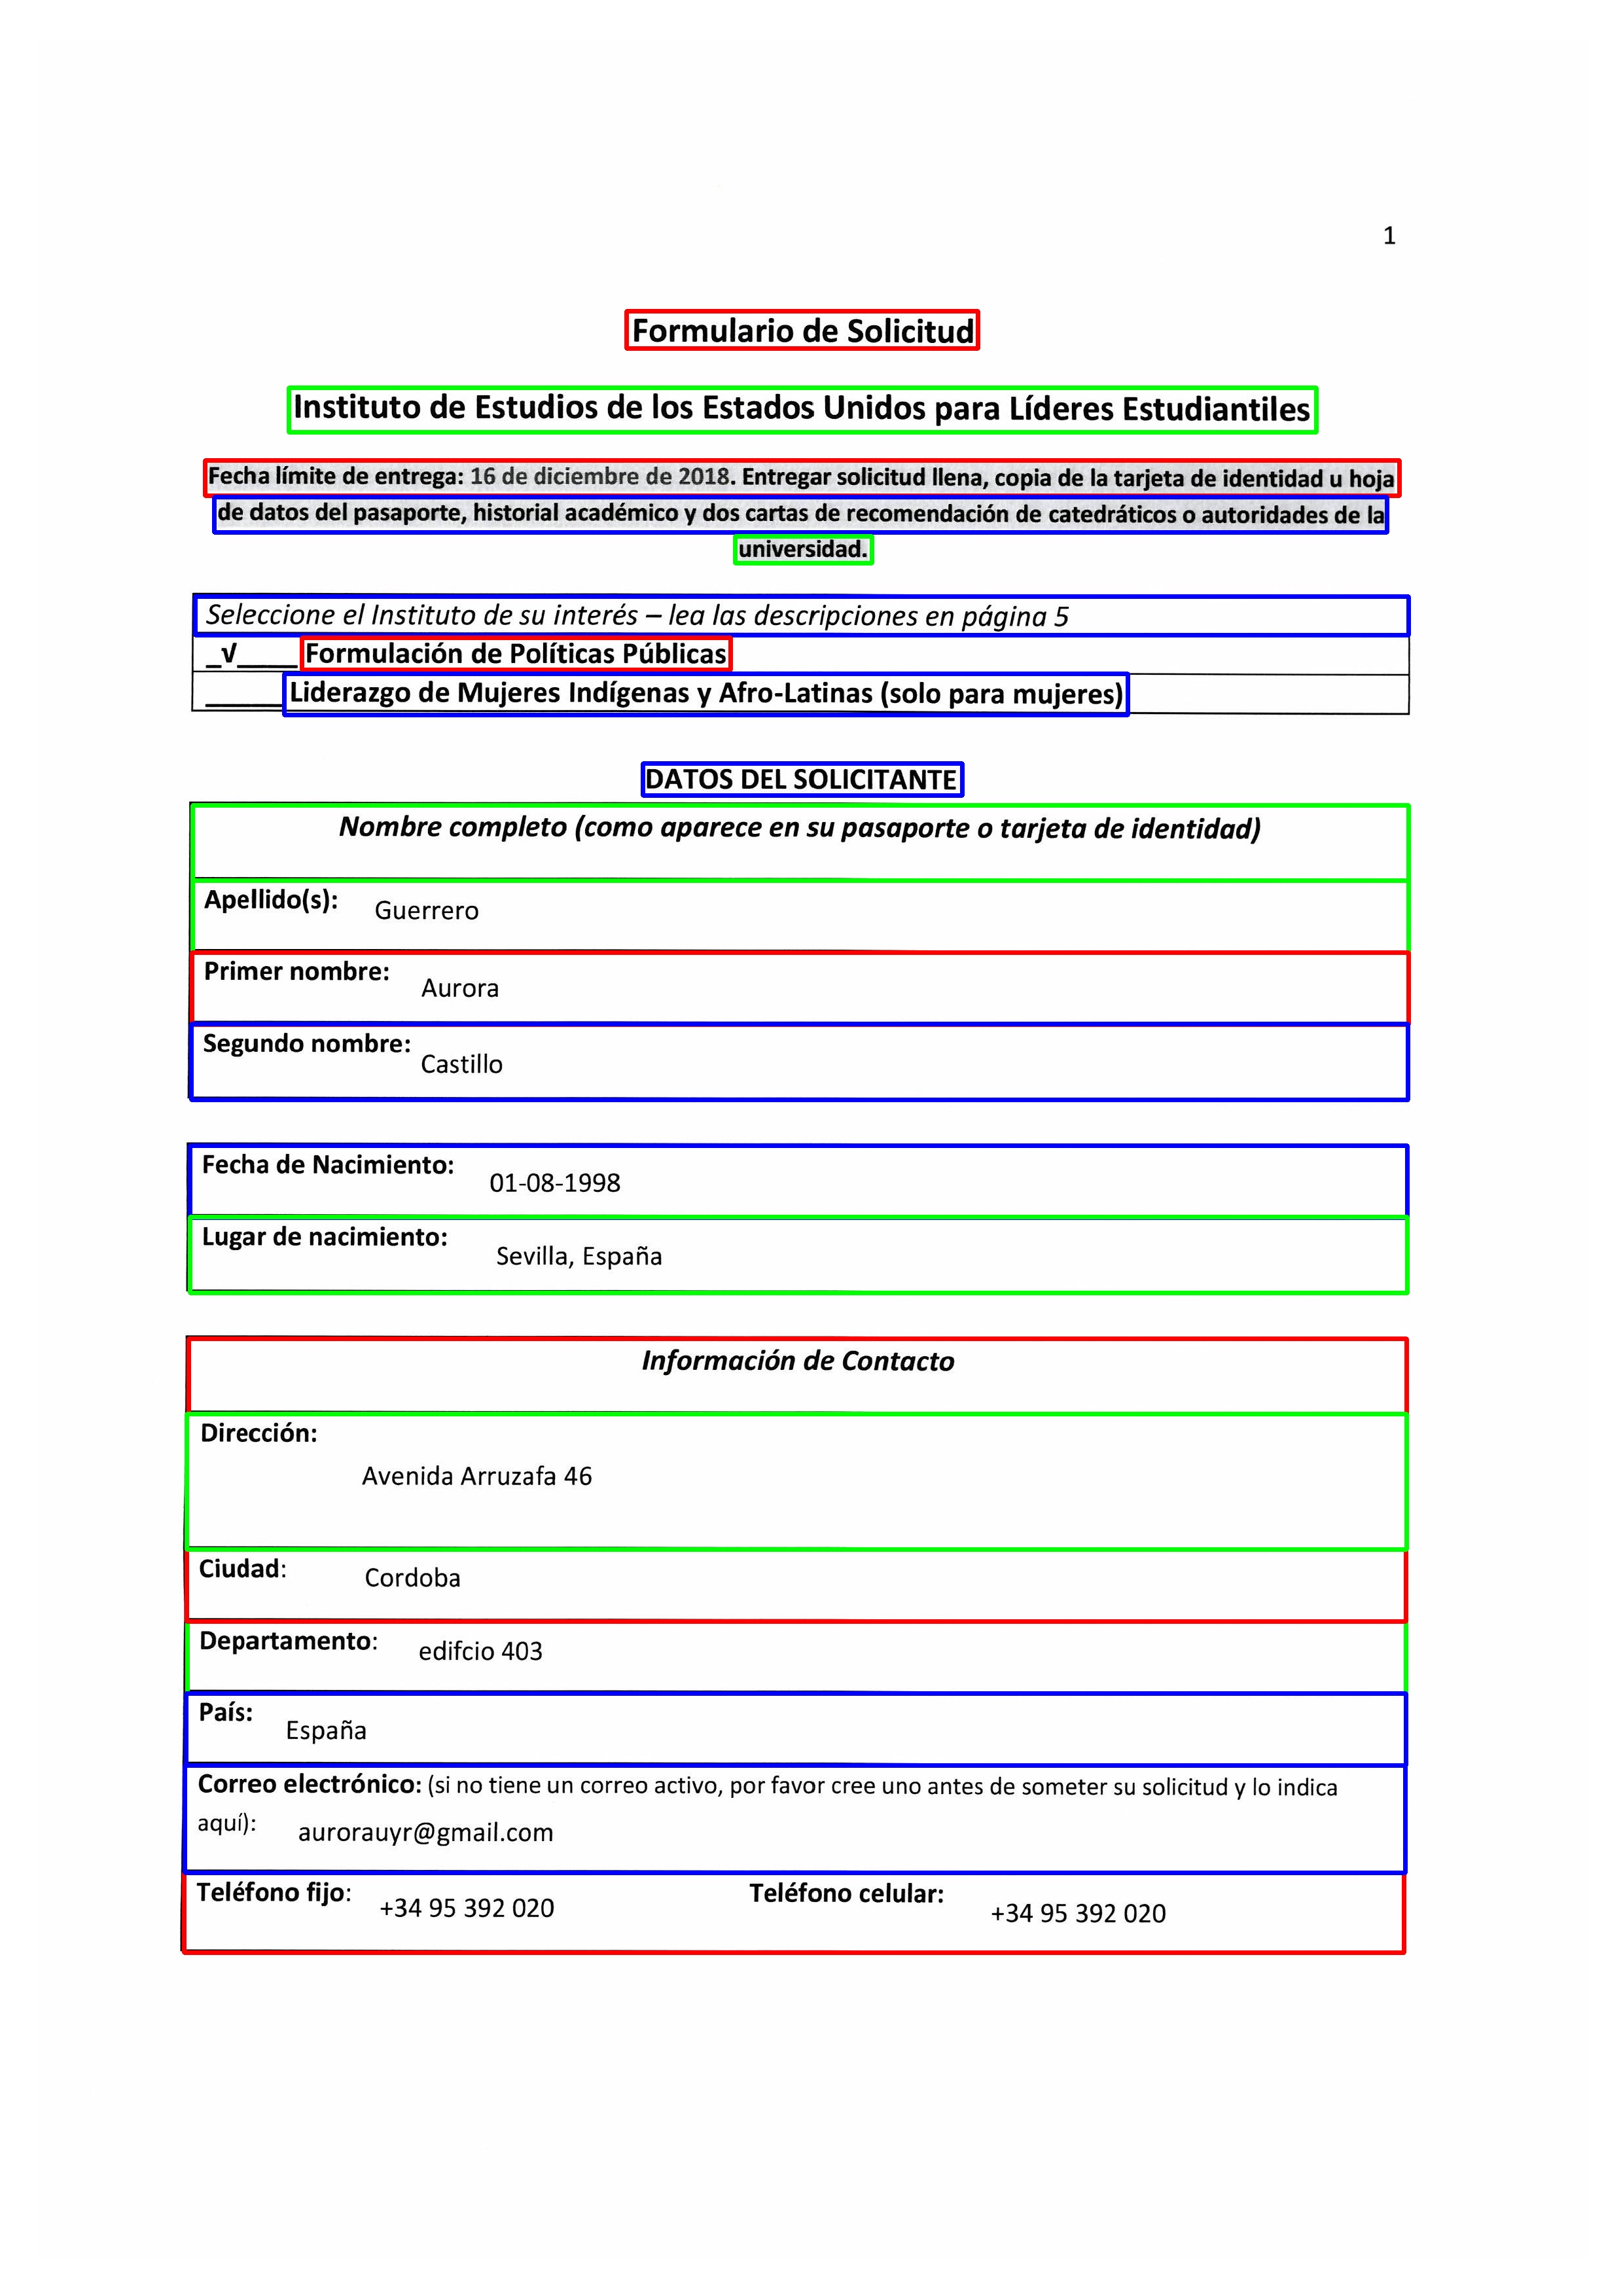 1
Formulario de Solicitud
Instituto de Estudios de los Estados Unidos para Líderes Estudiantiles
Fecha límite de entrega: 16 de diciembre de 2018. Entregar solicitud llena, copia de la tarjeta de identidad u hoja
de datos del pasaporte, historial académico y dos cartas de recomendación de catedráticos o autoridades de la
universidad.
Seleccione el Instituto de su interés – lea las descripciones en página 5
_√____ Formulación de Políticas Públicas
______ Liderazgo de Mujeres Indígenas y Afro-Latinas (solo para mujeres)
DATOS DEL SOLICITANTE
Nombre completo (como aparece en su pasaporte o tarjeta de identidad)
Apellido(s): Guerrero
Primer nombre: Aurora
Segundo nombre: Castillo
Fecha de Nacimiento: 01-08-1998
Lugar de nacimiento: Sevilla, España
Información de Contacto
Dirección:
Avenida Arruzafa 46
Ciudad: Cordoba
Departamento: edifcio 403
País: España
Correo electrónico: (si no tiene un correo activo, por favor cree uno antes de someter su solicitud y lo indica
aquí): aurorauyr@gmail.com
Teléfono fijo: +34 95 392 020 Teléfono celular: +34 95 392 020